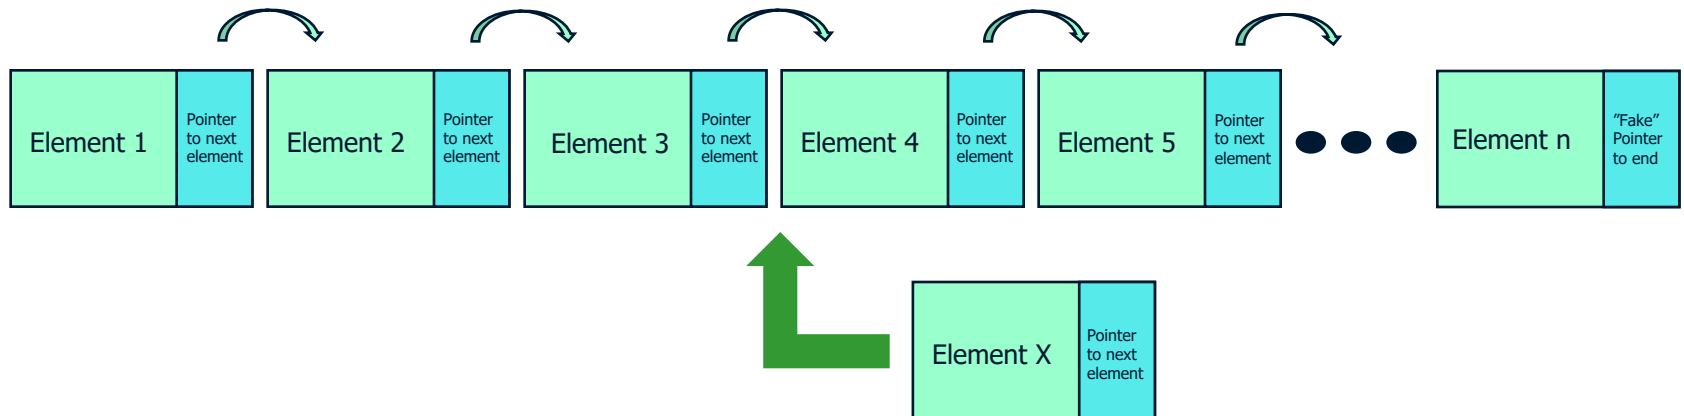 Element 1
Pointer
to next
element
Element 2
Pointer
to next
element
Element 3
Pointer
to next
element
Element 4
Pointer
to next
element
Element 5
Pointer
to next
element
Element n
”Fake”
Pointer
to end
Element X
Pointer
to next
element